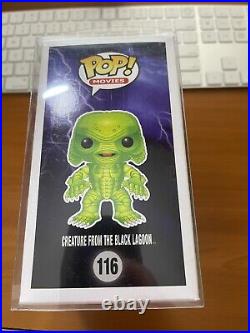 POP!
MOVIES
CREATURE FROM THE BLACK LAGOON
116